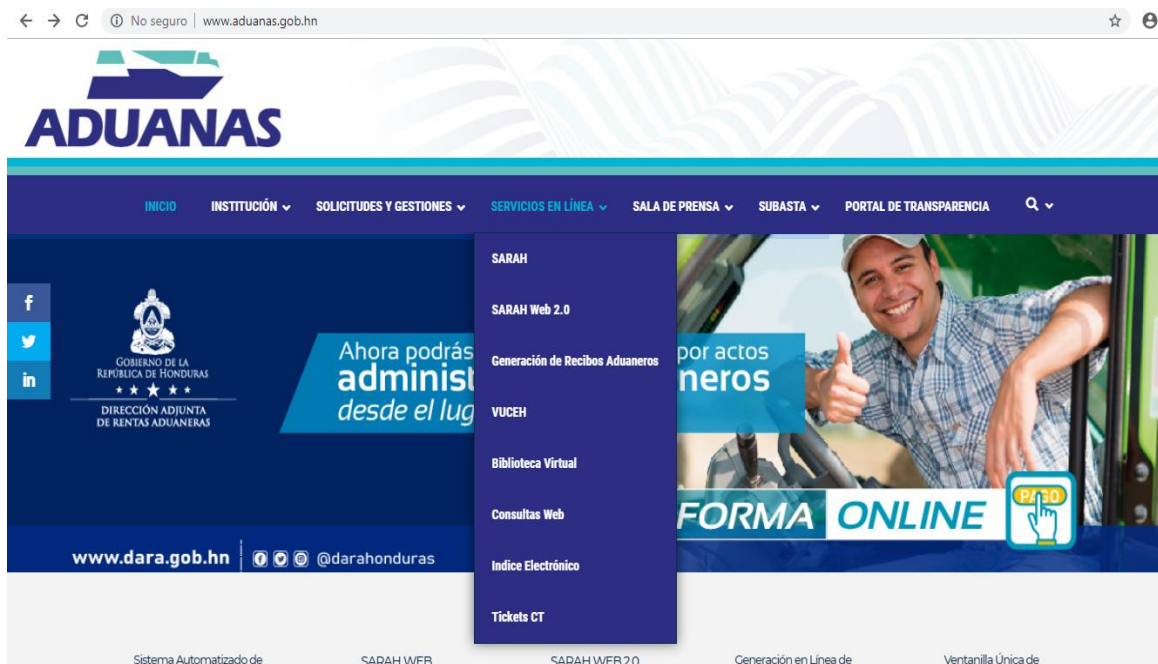 No seguro | www.aduanas.gob.hn
ADUANAS
INICIO INSTITUCIÓN SOLICITUDES Y GESTIONES SERVICIOS EN LÍNEA SALA DE PRENSA SUBASTA PORTAL DE TRANSPARENCIA
SARAH
SARAH Web 2.0
Generación de Recibos Aduaneros
VUCEH
Biblioteca Virtual
Consultas Web
Indice Electrónico
Tickets CT
GOBIERNO DE LA
REPÚBLICA DE HONDURAS
DIRECCIÓN ADJUNTA
DE RENTAS ADUANERAS
Ahora podrás por actos
administ neros
desde el lug
FORMA ONLINE
PAGO
www.dara.gob.hn @darahonduras
Sistema Automatizado de SARAH WEB SARAH WEB 2.0 Generación en Línea de Ventanilla Única de